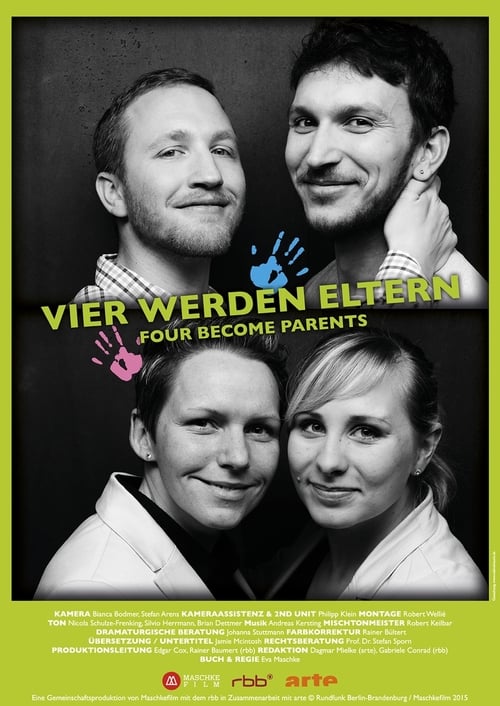 VIER WERDEN ELTERN
FOUR BECOME PARENTS
KAMERA Bianca Bodmer, Stefan Arens KAMERAASSISTENZ & 2ND UNIT Philipp Klein MONTAGE Robert Wellié
TON Nicola Schulze-Frenking, Silvio Herrmann, Brian Dettmer Musik Andreas Kersting MISCHTONMEISTER Robert Keilbar
DRAMATURGISCHE BERATUNG Johanna Stuttmann FARBKORREKTUR Rainer Bülsert
ÜBERSETZUNG / UNTERTITEL Jamie McIntosh RECHTSBERATUNG Prof. Dr. Stefan Sporn
PRODUKTIONSLEITUNG Edgar Cox, Rainer Baumert (rbb) REDAKTION Dagmar Mielke (arte), Gabriele Conrad (rbb)
BUCH & REGIE Eva Maschke
MASCHKE
FILM
rbb
arte
Eine Gemeinschaftsproduktion von Maschkefilm mit dem rbb in Zusammenarbeit mit arte © Rundfunk Berlin-Brandenburg / Maschkefilm 2015